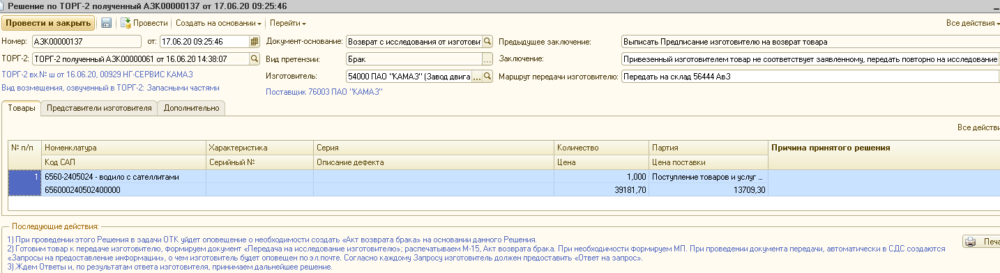 Решение по ТОРГ-2 полученный АЗК00000137 от 17.06.20 09:25:46
Провести и закрыть Провести Создать на основании Перейти Все действия
Номер: АЗК00000137 от: 17.06.20 09:25:46 Документ-основание: Возврат с исследования от изготови Предыдущее заключение: Выписать Предписание изготовителю на возврат товара
ТОРГ-2: ТОРГ-2 полученный АЗК00000061 от 16.06.20 14:38:07 Вид претензии: Брак ... Заключение: Привезенный изготовителем товар не соответствует заявленному, передать повторно на исследование
ТОРГ-2 вх.№ ш от 16.06.20, 00929 НГ-СЕРВИС КАМАЗ Изготовитель: 54000 ПАО "КАМАЗ" (Завод двига ... Маршрут передачи изготовителю: Передать на склад 56444 АвЗ
Вид возмещения, озвученный в ТОРГ-2: Запасными частями Поставщик 76003 ПАО "КАМАЗ"
Товары Представители изготовителя Дополнительно
Все действи
№ п/п Номенклатура Характеристика Серия Количество Партия Причина принятого решения
Код САП Серийный № Описание дефекта Цена Цена поставки
1 6560-2405024 - водило с сателлитами 1,000 Поступление товаров и услуг ...
656000240502400000 39181,70 13709,30
Последующие действия:
1) При проведении этого Решения в задачи ОТК уйдет оповещение о необходимости создать «Акт возврата брака» на основании данного Решения.
2) Готовим товар к передаче изготовителю, формируем документ «Передача на исследование изготовителю»; распечатываем М-15, Акт возврата брака. При необходимости формируем МП. При проведении документа передачи, автоматически в СДС создаются
«Запросы на предоставление информации», о чем изготовитель будет оповещен по эл.почте. Согласно каждому Запросу изготовитель должен предоставить «Ответ на запрос».
3) Ждем Ответы и, по результатам ответа изготовителя, принимаем дальнейшее решение.
Печа